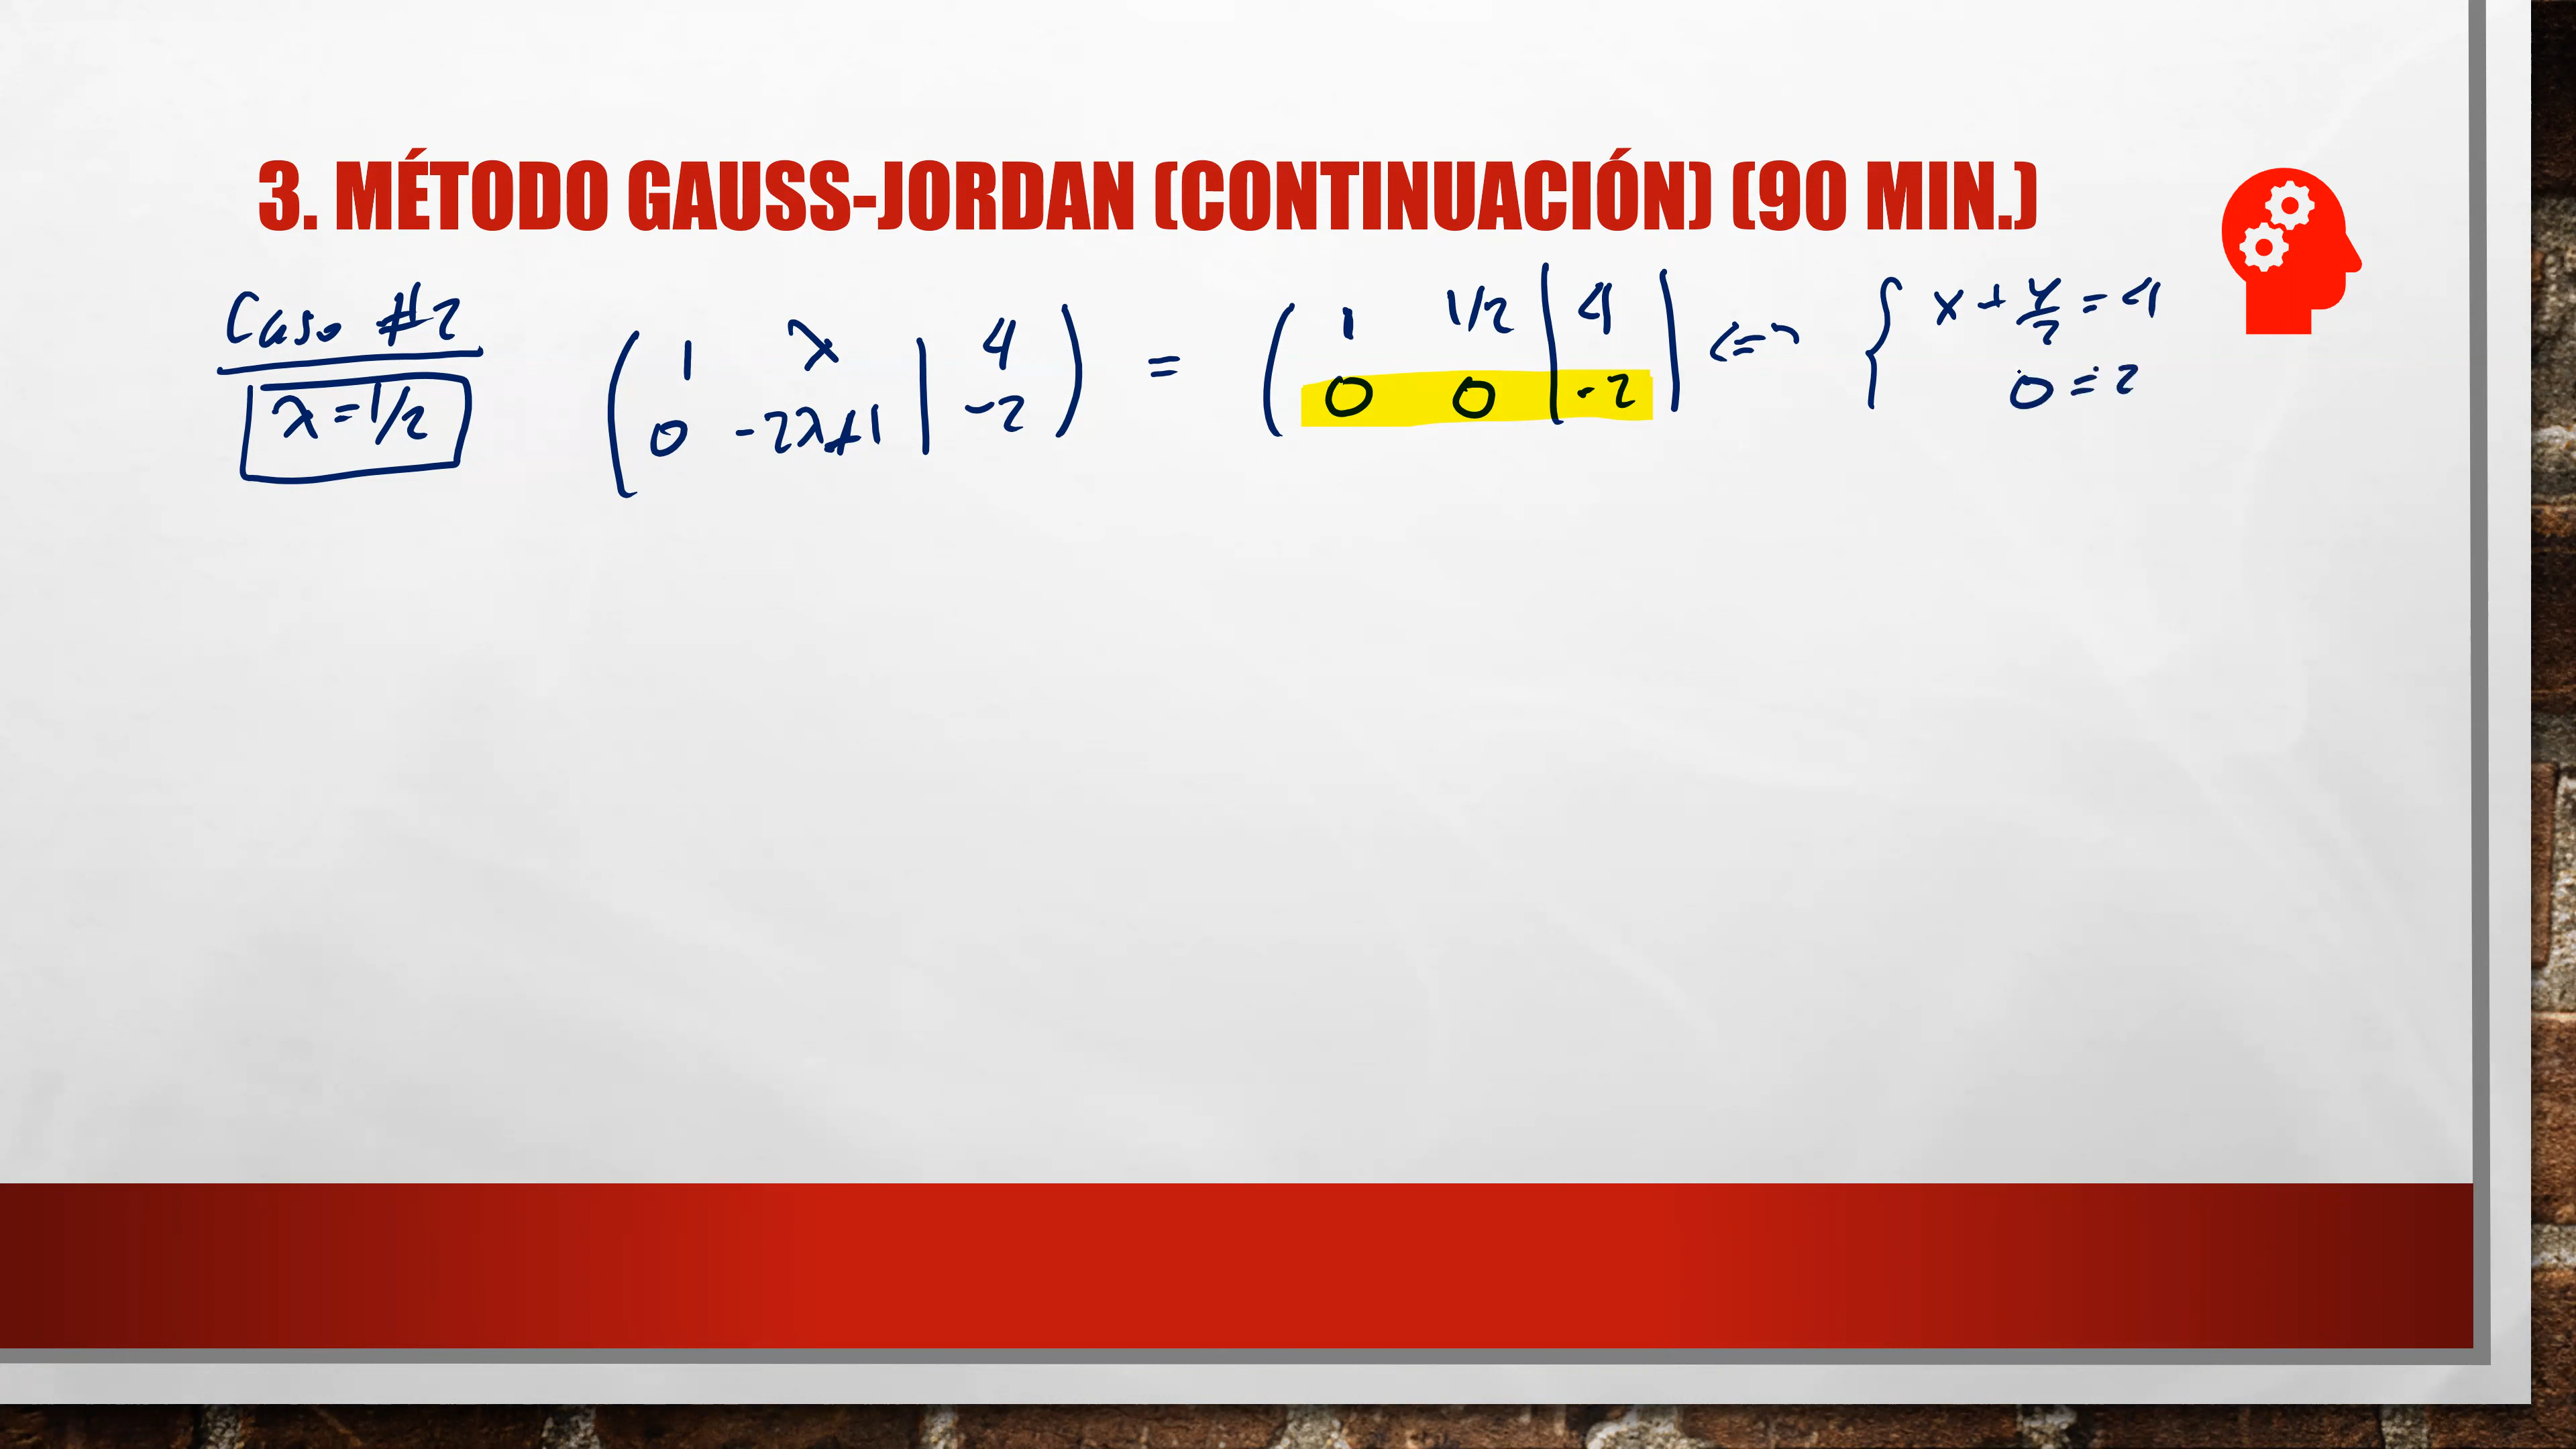 3. MÉTODO GAUSS-JORDAN (CONTINUACIÓN) (90 MIN.)
Caso #2
λ = 1/2
( 1 λ | 4 ) = ( 1 1/2 | 4 ) <=> { x + y/2 = 4
( 0 -2λ+1 | -2 ) ( 0 0 | -2 ) 0 = 2